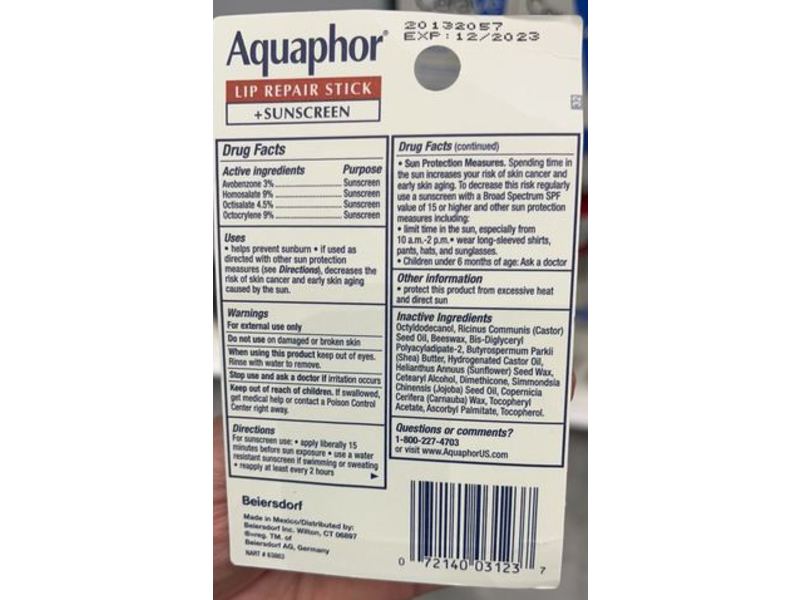 20132057
EXP: 12/2023
Aquaphor®
LIP REPAIR STICK
+SUNSCREEN
Drug Facts
Active ingredients Purpose
Avobenzone 3% Sunscreen
Homosalate 9% Sunscreen
Octisalate 4.5% Sunscreen
Octocrylene 9% Sunscreen
Uses
• helps prevent sunburn • if used as
directed with other sun protection
measures (see Directions), decreases the
risk of skin cancer and early skin aging
caused by the sun.
Warnings
For external use only
Do not use on damaged or broken skin
When using this product keep out of eyes.
Rinse with water to remove.
Stop use and ask a doctor if irritation occurs
Keep out of reach of children. If swallowed,
get medical help or contact a Poison Control
Center right away.
Directions
For sunscreen use: • apply liberally 15
minutes before sun exposure • use a water
resistant sunscreen if swimming or sweating
• reapply at least every 2 hours
Drug Facts (continued)
• Sun Protection Measures. Spending time in
the sun increases your risk of skin cancer and
early skin aging. To decrease this risk regularly
use a sunscreen with a Broad Spectrum SPF
value of 15 or higher and other sun protection
measures including:
• limit time in the sun, especially from
10 a.m.-2 p.m. • wear long-sleeved shirts,
pants, hats, and sunglasses.
• Children under 6 months of age: Ask a doctor
Other information
• protect this product from excessive heat
and direct sun
Inactive Ingredients
Octyldodecanol, Ricinus Communis (Castor)
Seed Oil, Beeswax, Bis-Diglyceryl
Polyacyladipate-2, Butyrospermum Parkii
(Shea) Butter, Hydrogenated Castor Oil,
Helianthus Annuus (Sunflower) Seed Wax,
Cetearyl Alcohol, Dimethicone, Simmondsia
Chinensis (Jojoba) Seed Oil, Copernicia
Cerifera (Carnauba) Wax, Tocopheryl
Acetate, Ascorbyl Palmitate, Tocopherol.
Questions or comments?
1-800-227-4703
or visit www.AquaphorUS.com
Beiersdorf
Made in Mexico/Distributed by:
Beiersdorf Inc. Wilton, CT 06897
®=reg. TM. of
Beiersdorf AG, Germany
NART # 63863
0 72140 03123 7